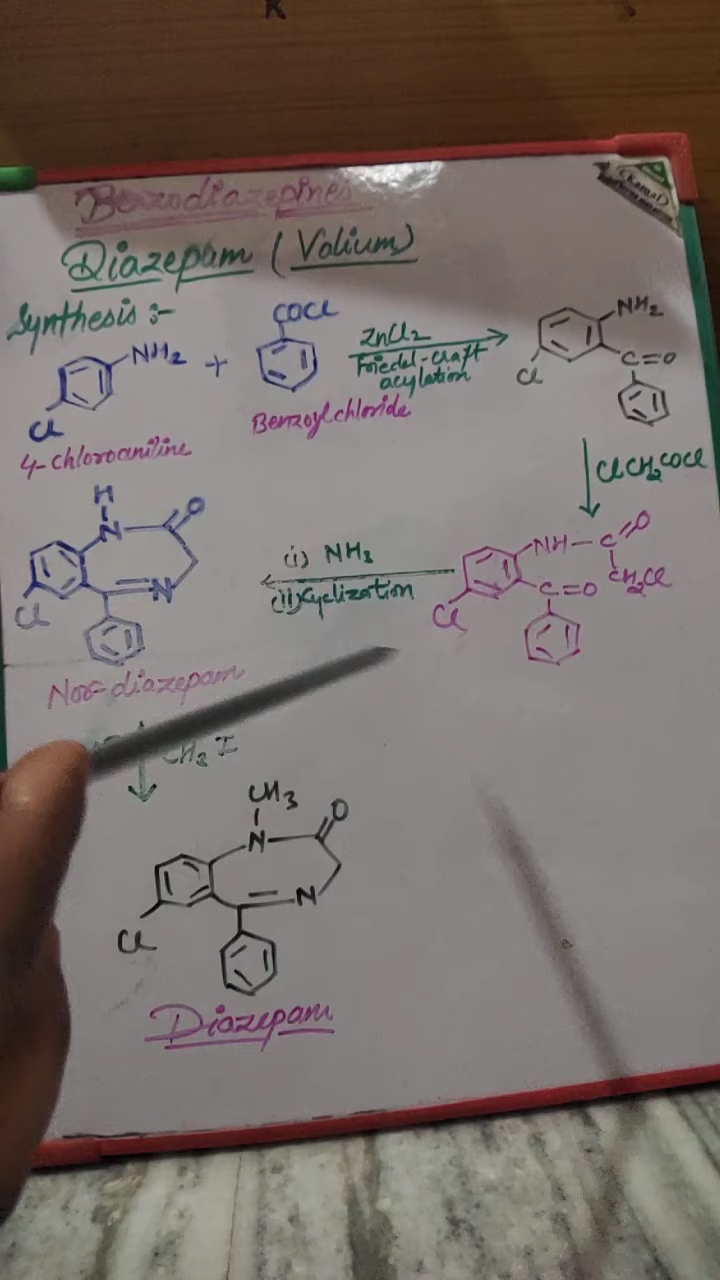 Benzodiazepines
Diazepam (Valium)
Synthesis :-
NH₂ + COCl ZnCl₂ NH₂
Friedel-Craft
acylation
C=O
Cl Cl
Benzoylchloride
4-Chloroaniline
ClCH₂COCl
H
N O
(i) NH₃ NH-C=O
CH₂Cl
(ii) Cyclization C=O
N
Cl Cl
Nor-diazepam
CH₃I
CH₃
N O
N
Cl
Diazepam